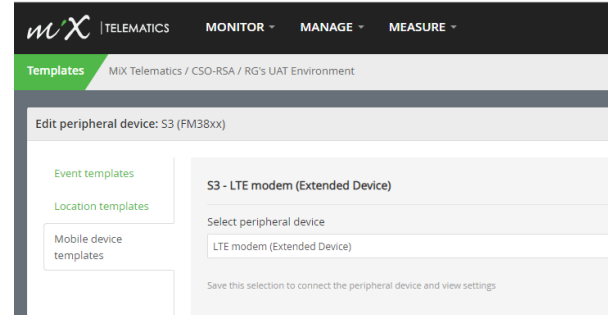 MiX | TELEMATICS MONITOR MANAGE MEASURE
Templates MiX Telematics / CSO-RSA / RG's UAT Environment
Edit peripheral device: S3 (FM38xx)
Event templates
Location templates
Mobile device
templates
S3 - LTE modem (Extended Device)
Select peripheral device
LTE modem (Extended Device)
Save this selection to connect the peripheral device and view settings